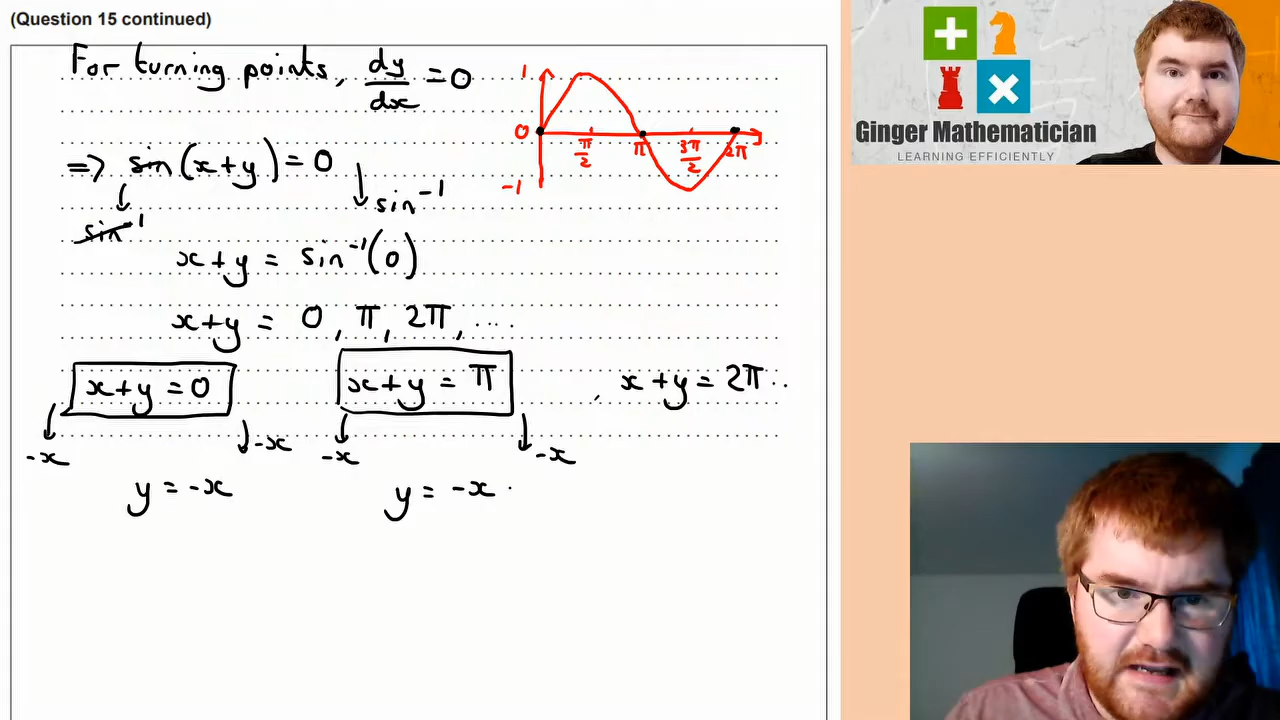 (Question 15 continued)
For turning points, dy/dx = 0
1
0
-1
π/2
π
3π/2
2π
=> sin(x+y) = 0
sin⁻¹
sin⁻¹
x+y = sin⁻¹(0)
x+y = 0, π, 2π, ....
x+y = 0
x+y = π
x+y = 2π..
-x
-x
-x
-x
y = -x
y = -x
Ginger Mathematician
LEARNING EFFICIENTLY